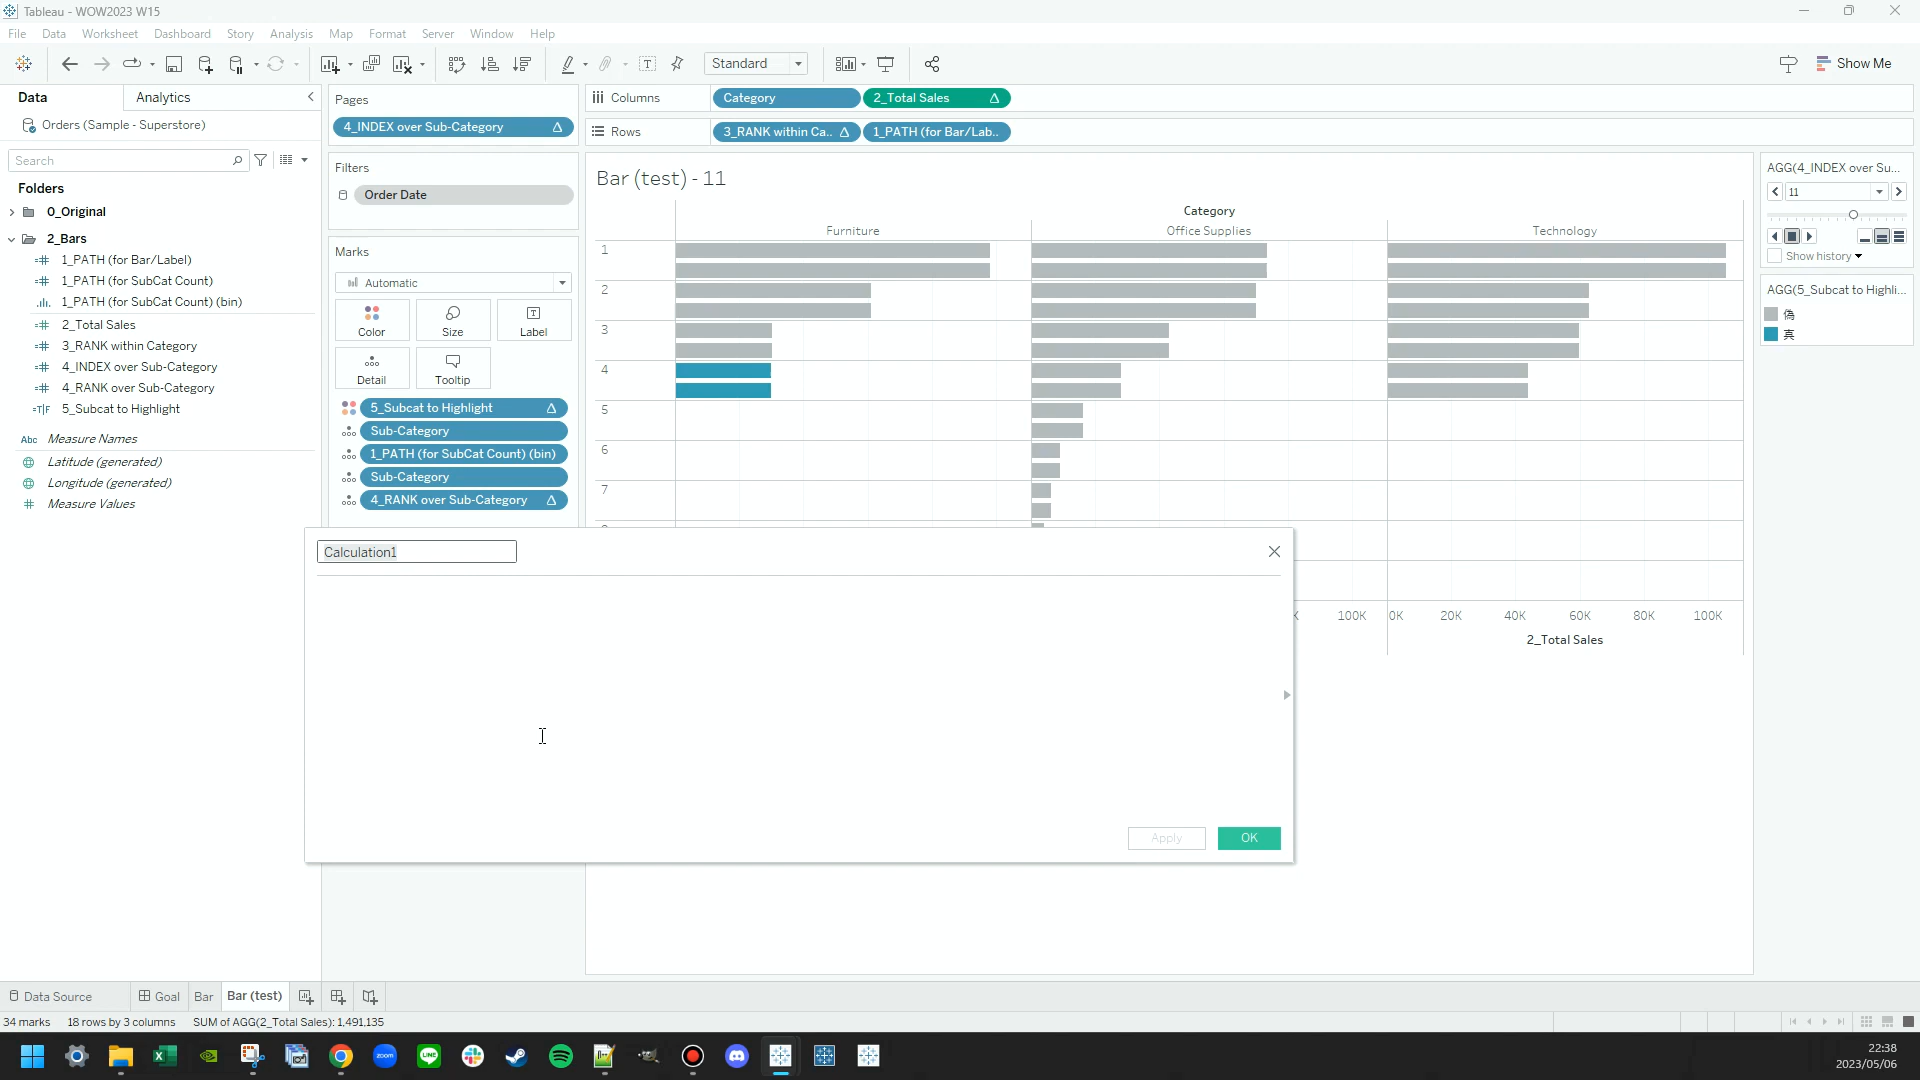 Tableau - WOW2023 W15
File Data Worksheet Dashboard Story Analysis Map Format Server Window Help
Standard
Show Me
Data Analytics
Orders (Sample - Superstore)
Search
Folders
0_Original
2_Bars
1_PATH (for Bar/Label)
1_PATH (for SubCat Count)
1_PATH (for SubCat Count) (bin)
2_Total Sales
3_RANK within Category
4_INDEX over Sub-Category
4_RANK over Sub-Category
5_Subcat to Highlight
Abc Measure Names
Latitude (generated)
Longitude (generated)
Measure Values
Pages
4_INDEX over Sub-Category
Filters
Order Date
Marks
Automatic
Color Size Label
Detail Tooltip
5_Subcat to Highlight
Sub-Category
1_PATH (for SubCat Count) (bin)
Sub-Category
4_RANK over Sub-Category
Columns Category 2_Total Sales
Rows 3_RANK within Ca.. 1_PATH (for Bar/Lab..
Bar (test) - 11
Category
Furniture Office Supplies Technology
1
2
3
4
5
6
7
100K 0K 20K 40K 60K 80K 100K
2_Total Sales
AGG(4_INDEX over Su...
11
Show history
AGG(5_Subcat to Highli...
偽
真
Calculation1
Apply OK
Data Source Goal Bar Bar (test)
34 marks 18 rows by 3 columns SUM of AGG(2_Total Sales): 1,491,135
zoom
LINE
22:38
2023/05/06